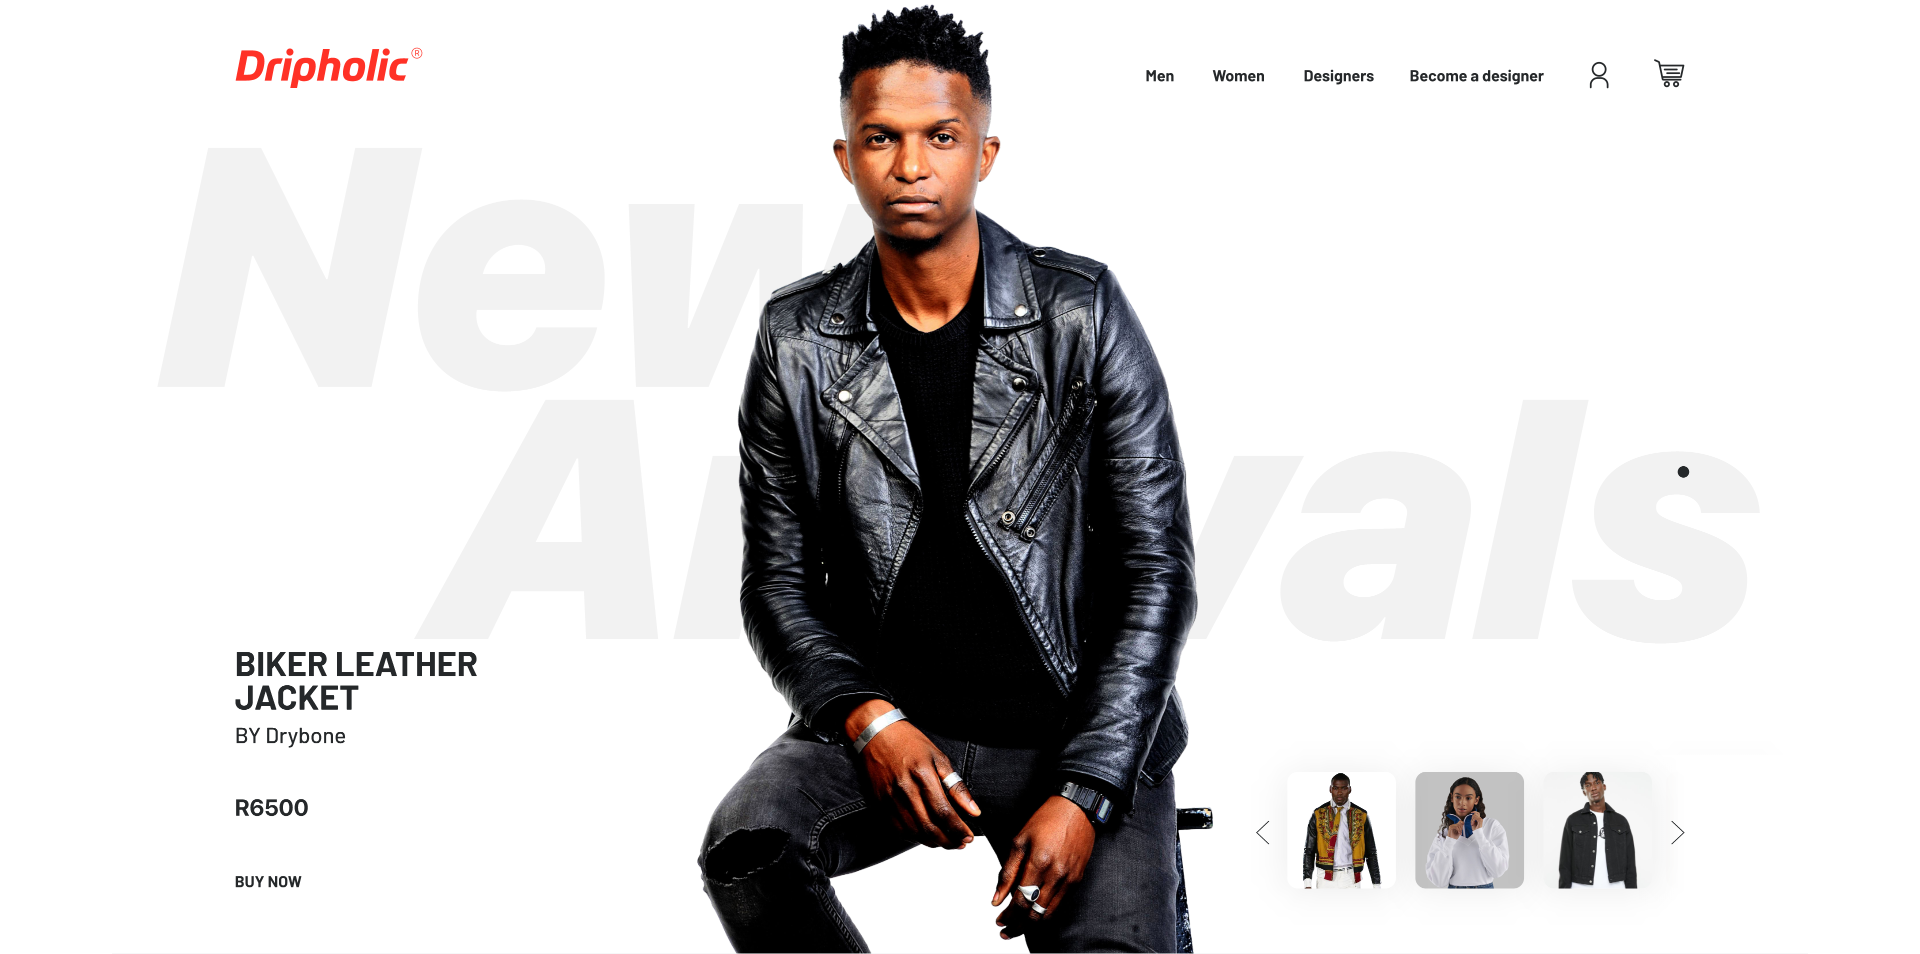 Dripholic®
Men Women Designers Become a designer
New
Arrivals
BIKER LEATHER
JACKET
BY Drybone
R6500
BUY NOW